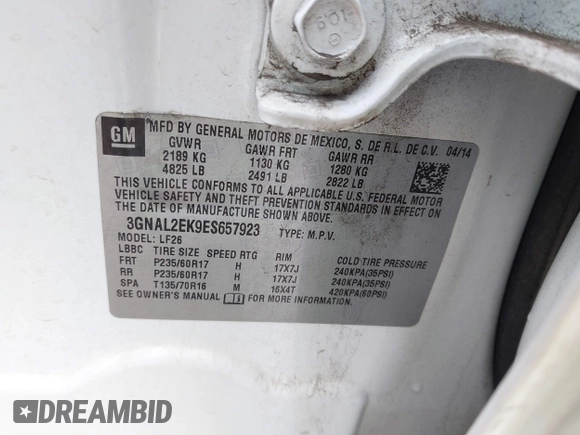 10.9
GM
MFD BY GENERAL MOTORS DE MEXICO, S. DE R.L. DE C.V. 04/14
GVWR GAWR FRT GAWR RR
2189 KG 1130 KG 1280 KG
4825 LB 2491 LB 2822 LB
THIS VEHICLE CONFORMS TO ALL APPLICABLE U.S. FEDERAL MOTOR
VEHICLE SAFETY AND THEFT PREVENTION STANDARDS IN EFFECT
ON THE DATE OF MANUFACTURE SHOWN ABOVE.
3GNAL2EK9ES657923 TYPE: M.P.V.
MODEL: LF26
LBBC TIRE SIZE SPEED RTG RIM COLD TIRE PRESSURE
FRT P235/60R17 H 17X7J 240KPA(35PSI)
RR P235/60R17 H 17X7J 240KPA(35PSI)
SPA T135/70R16 M 16X4T 420KPA(60PSI)
SEE OWNER'S MANUAL i FOR MORE INFORMATION.
DREAMBID